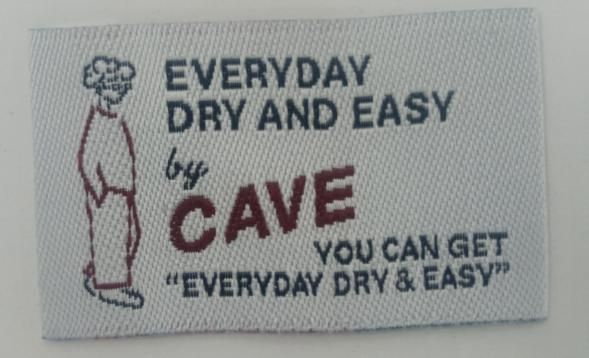 EVERYDAY
DRY AND EASY
by
CAVE
YOU CAN GET
“EVERYDAY DRY & EASY”